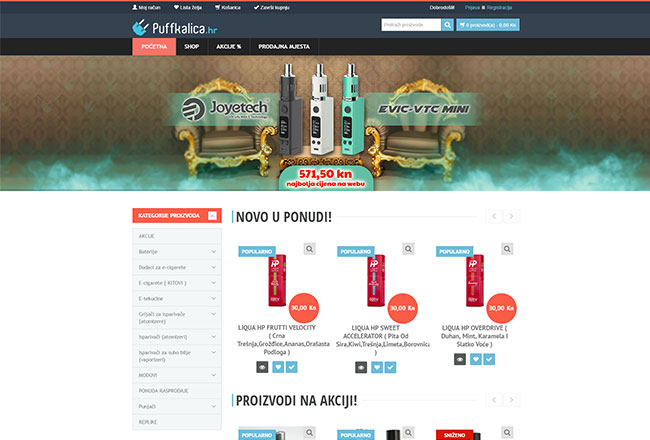 Moj račun Lista želja Košarica Završi kupnju Dobrodošli! Prijava Registracija
Puffkalica.hr
Pretraži proizvode
0 proizvod(a) - 0,00 Kn
POČETNA SHOP AKCIJE % PRODAJNA MJESTA
Joyetech
EVIC-VTC MINI
571,50 kn
najbolja cijena na webu
KATEGORIJE PROIZVODA
AKCIJE
Baterije
Dodaci za e-cigarete
E-cigarete ( KITOVI )
E-tekućine
Grijači za isparivače
(atomizere)
Isparivači (atomizeri)
Isparivači za suho bilje
(vaporizeri)
MODOVI
PONUDA RASPRODAJE
Punjači
REPLIKE
NOVO U PONUDI!
POPULARNO
HP
30,00 Kn
LIQUA HP FRUTTI VELOCITY
( Crna
Trešnja,Grožđice,Ananas,Orašasta
Podloga )
POPULARNO
HP
30,00 Kn
LIQUA HP SWEET
ACCELERATOR ( Pita Od
Sira,Kiwi,Trešnja,Limeta,Borovnica
)
POPULARNO
HP
30,00 Kn
LIQUA HP OVERDRIVE (
Duhan, Mint, Karamela I
Slatko Voće )
PROIZVODI NA AKCIJI!
POPULARNO
POPULARNO
SNIŽENO